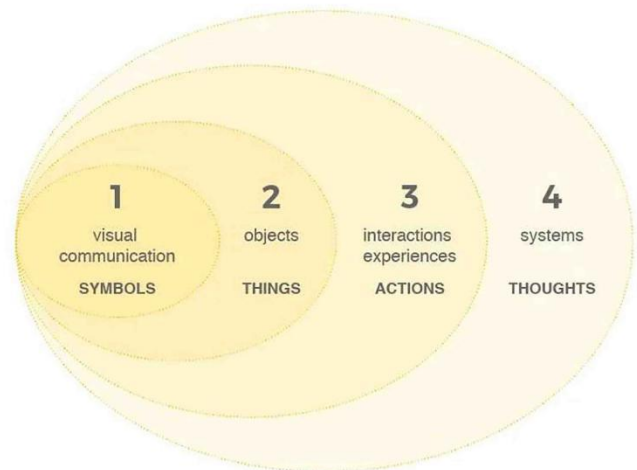 1
visual
communication
SYMBOLS
2
objects
THINGS
3
interactions
experiences
ACTIONS
4
systems
THOUGHTS